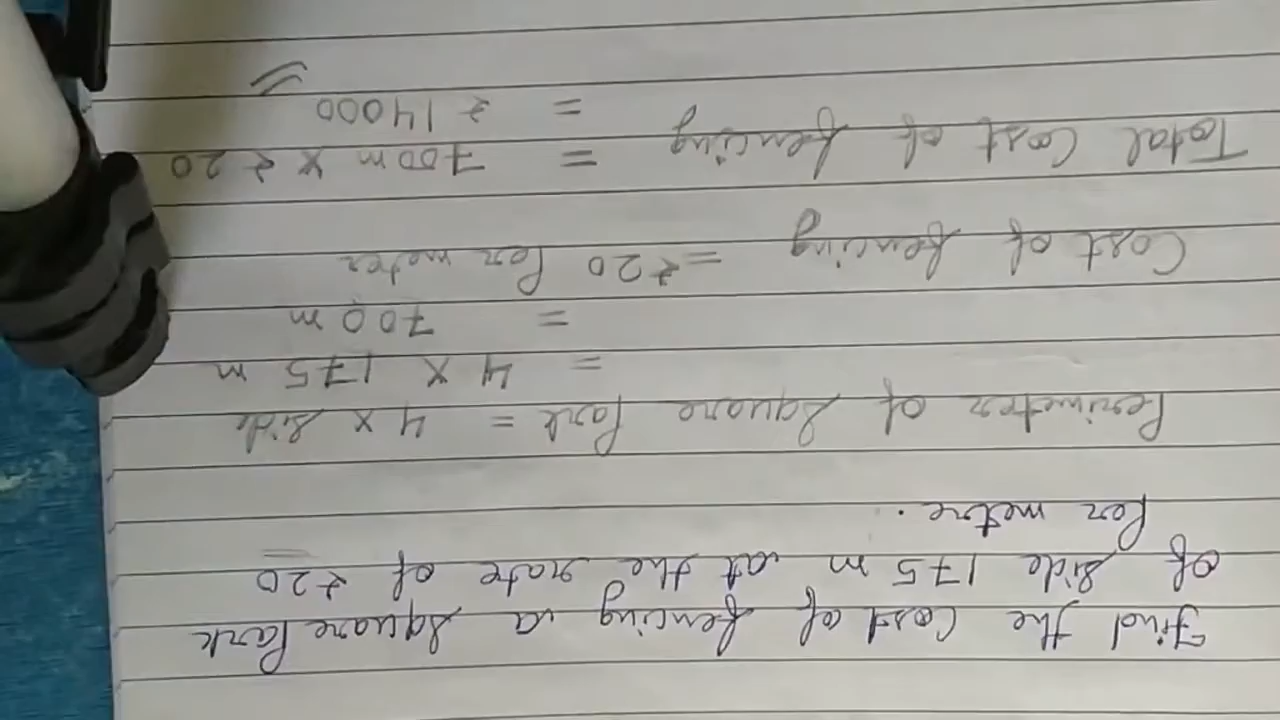 Find the Cost of fencing a square Park
of side 175 m at the rate of ₹20
Per metre.
Perimeter of square Park = 4 × side
= 4 × 175 m
= 700 m
Cost of fencing = ₹20 Per meter
Total Cost of fencing = 700m × ₹20
= ₹14000